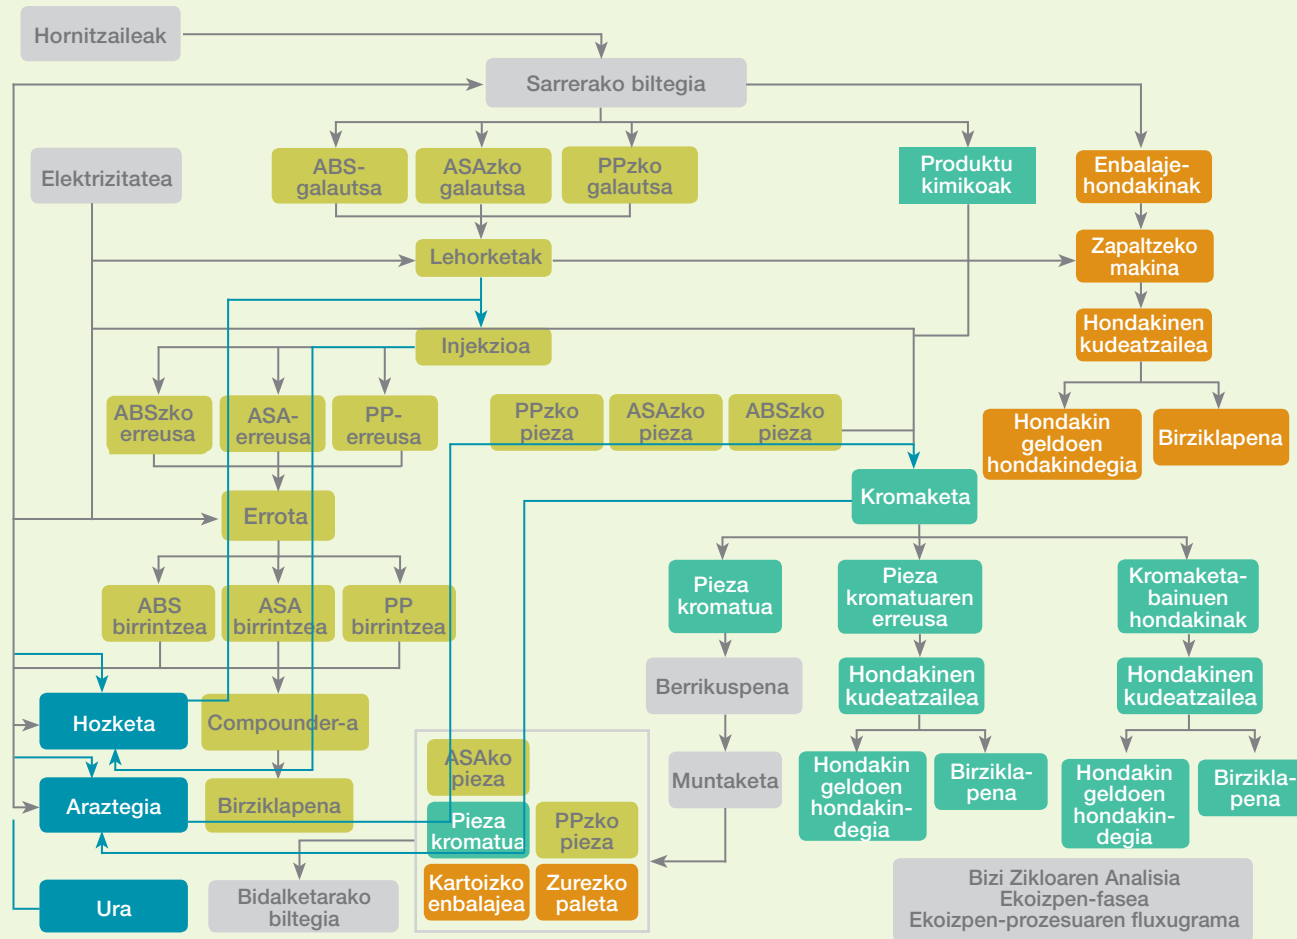 Hornitzaileak
Sarrerako biltegia
Elektrizitatea
ABS-
galautsa
ASAzko
galautsa
PPzko
galautsa
Produktu
kimikoak
Enbalaje-
hondakinak
Lehorketak
Zapaltzeko
makina
Injekzioa
Hondakinen
kudeatzailea
ABSzko
erreusa
ASA-
erreusa
PP-
erreusa
PPzko
pieza
ASAzko
pieza
ABSzko
pieza
Hondakin
geldoen
hondakindegia
Birziklapena
Errota
Kromaketa
ABS
birrintzea
ASA
birrintzea
PP
birrintzea
Pieza
kromatua
Pieza
kromatuaren
erreusa
Kromaketa-
bainuen
hondakinak
Berrikuspena
Hondakinen
kudeatzailea
Hondakinen
kudeatzailea
Hozketa
Compounder-a
ASAko
pieza
Muntaketa
Hondakin
geldoen
hondakin-
degia
Birzikla-
pena
Hondakin
geldoen
hondakin-
degia
Birzikla-
pena
Araztegia
Birziklapena
Pieza
kromatua
PPzko
pieza
Ura
Bidalketarako
biltegia
Kartoizko
enbalajea
Zurezko
paleta
Bizi Zikloaren Analisia
Ekoizpen-fasea
Ekoizpen-prozesuaren fluxugrama